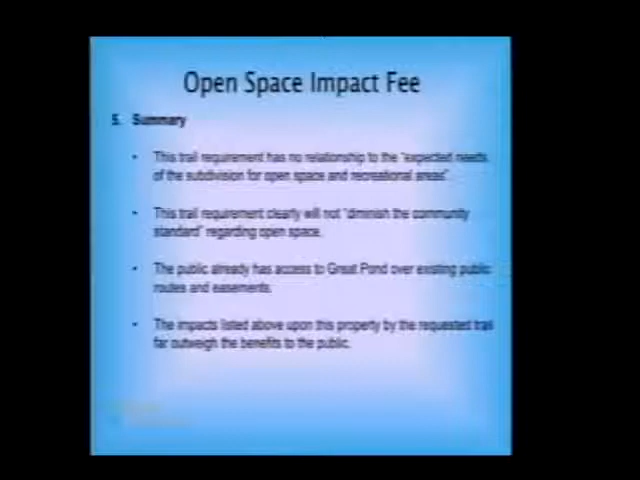 Open Space Impact Fee
5. Summary
• This trail requirement has no relationship to the "expected needs
of the subdivision for open space and recreational areas".
• This trail requirement clearly will not "diminish the community
standard" regarding open space.
• The public already has access to Great Pond over existing public
routes and easements.
• The impacts listed above upon this property by the requested trail
far outweigh the benefits to the public.